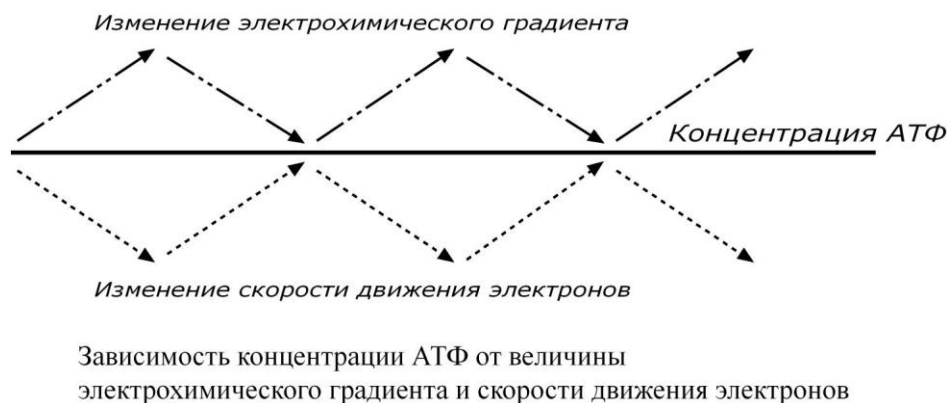 Изменение электрохимического градиента
Концентрация АТФ
Изменение скорости движения электронов
Зависимость концентрации АТФ от величины
электрохимического градиента и скорости движения электронов